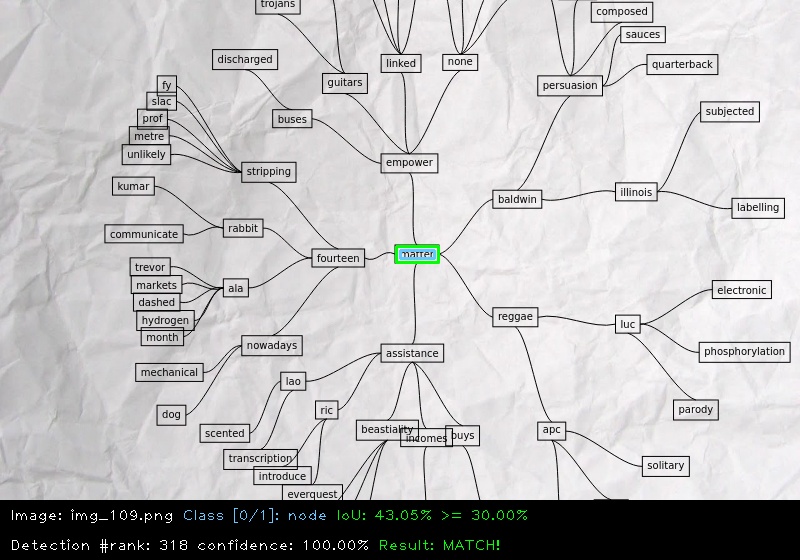 trojans
composed
sauces
discharged
linked
none
quarterback
guitars
persuasion
fy
slac
prof
buses
subjected
metre
unlikely
empower
stripping
kumar
baldwin
illinois
labelling
rabbit
communicate
matter
fourteen
trevor
markets
ala
dashed
electronic
hydrogen
month
reggae
luc
nowadays
assistance
phosphorylation
mechanical
lao
dog
ric
parody
scented
beastiality
incomes
buys
apc
transcription
solitary
introduce
everquest
Image: img_109.png Class [0/1]: node IoU: 43.05% >= 30.00%
Detection #rank: 318 confidence: 100.00% Result: MATCH!